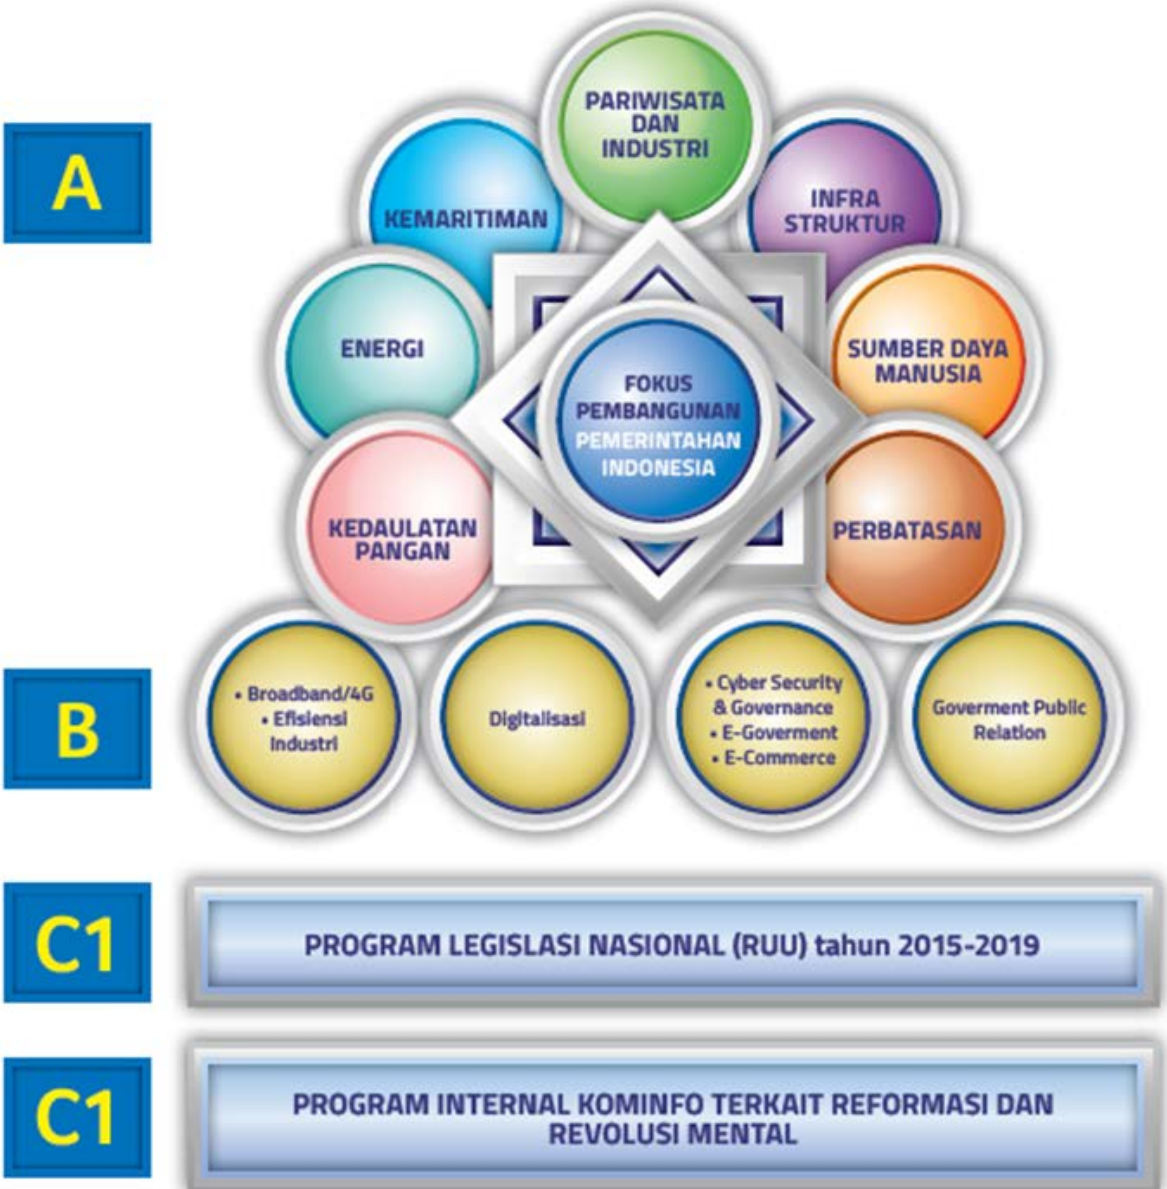 A
PARIWISATA
DAN
INDUSTRI
KEMARITIMAN
INFRA
STRUKTUR
ENERGI
FOKUS
PEMBANGUNAN
PEMERINTAHAN
INDONESIA
SUMBER DAYA
MANUSIA
KEDAULATAN
PANGAN
PERBATASAN
B
• Broadband/4G
• Efisiensi
Industri
Digitalisasi
• Cyber Security
& Governance
• E-Goverment
• E-Commerce
Goverment Public
Relation
C1
PROGRAM LEGISLASI NASIONAL (RUU) tahun 2015-2019
C1
PROGRAM INTERNAL KOMINFO TERKAIT REFORMASI DAN
REVOLUSI MENTAL